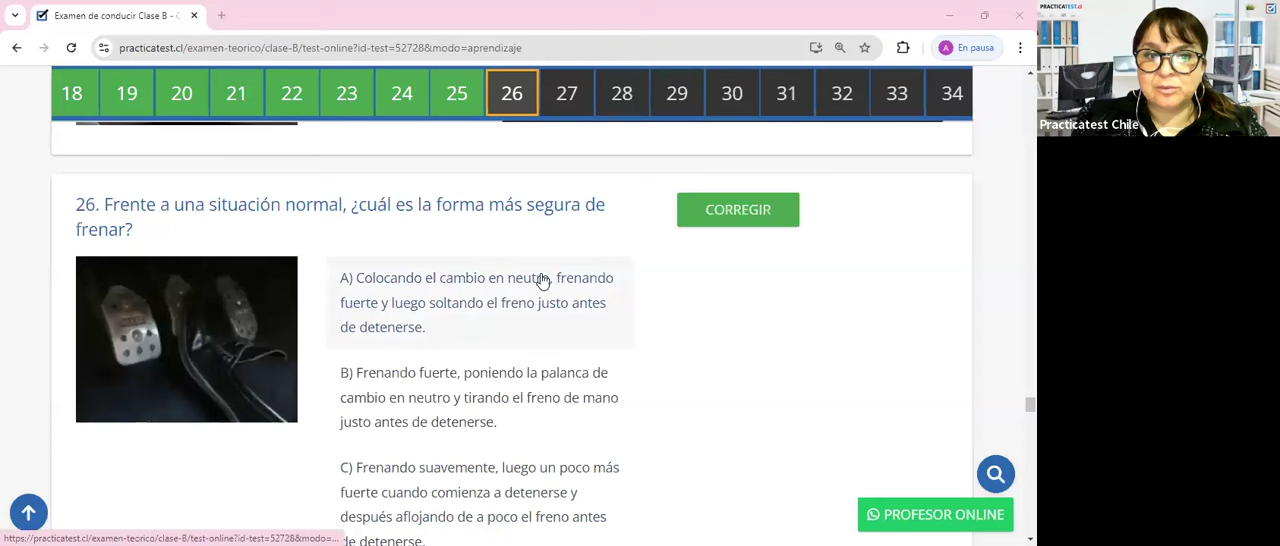 Examen de conducir Clase B - C
practicatest.cl/examen-teorico/clase-B/test-online?id-test=52728&modo=aprendizaje
A
En pausa
PRACTICATEST.cl
18 19 20 21 22 23 24 25 26 27 28 29 30 31 32 33 34
Practicatest Chile
26. Frente a una situación normal, ¿cuál es la forma más segura de
frenar?
CORREGIR
A) Colocando el cambio en neutro, frenando
fuerte y luego soltando el freno justo antes
de detenerse.
B) Frenando fuerte, poniendo la palanca de
cambio en neutro y tirando el freno de mano
justo antes de detenerse.
C) Frenando suavemente, luego un poco más
fuerte cuando comienza a detenerse y
después aflojando de a poco el freno antes
de detenerse.
PROFESOR ONLINE
https://practicatest.cl/examen-teorico/clase-B/test-online?id-test=52728&modo=...